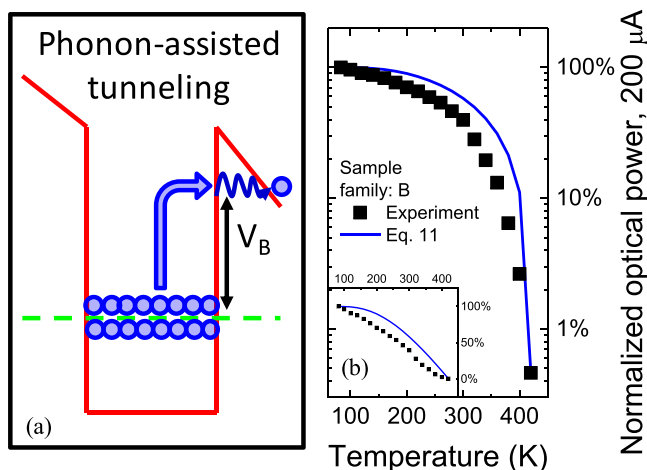 Phonon-assisted
tunneling
V_B
(a)
(b)
100%
10%
1%
Normalized optical power, 200 µA
Sample
family: B
Experiment
Eq. 11
100 200 300 400
100%
50%
0%
100 200 300 400
Temperature (K)